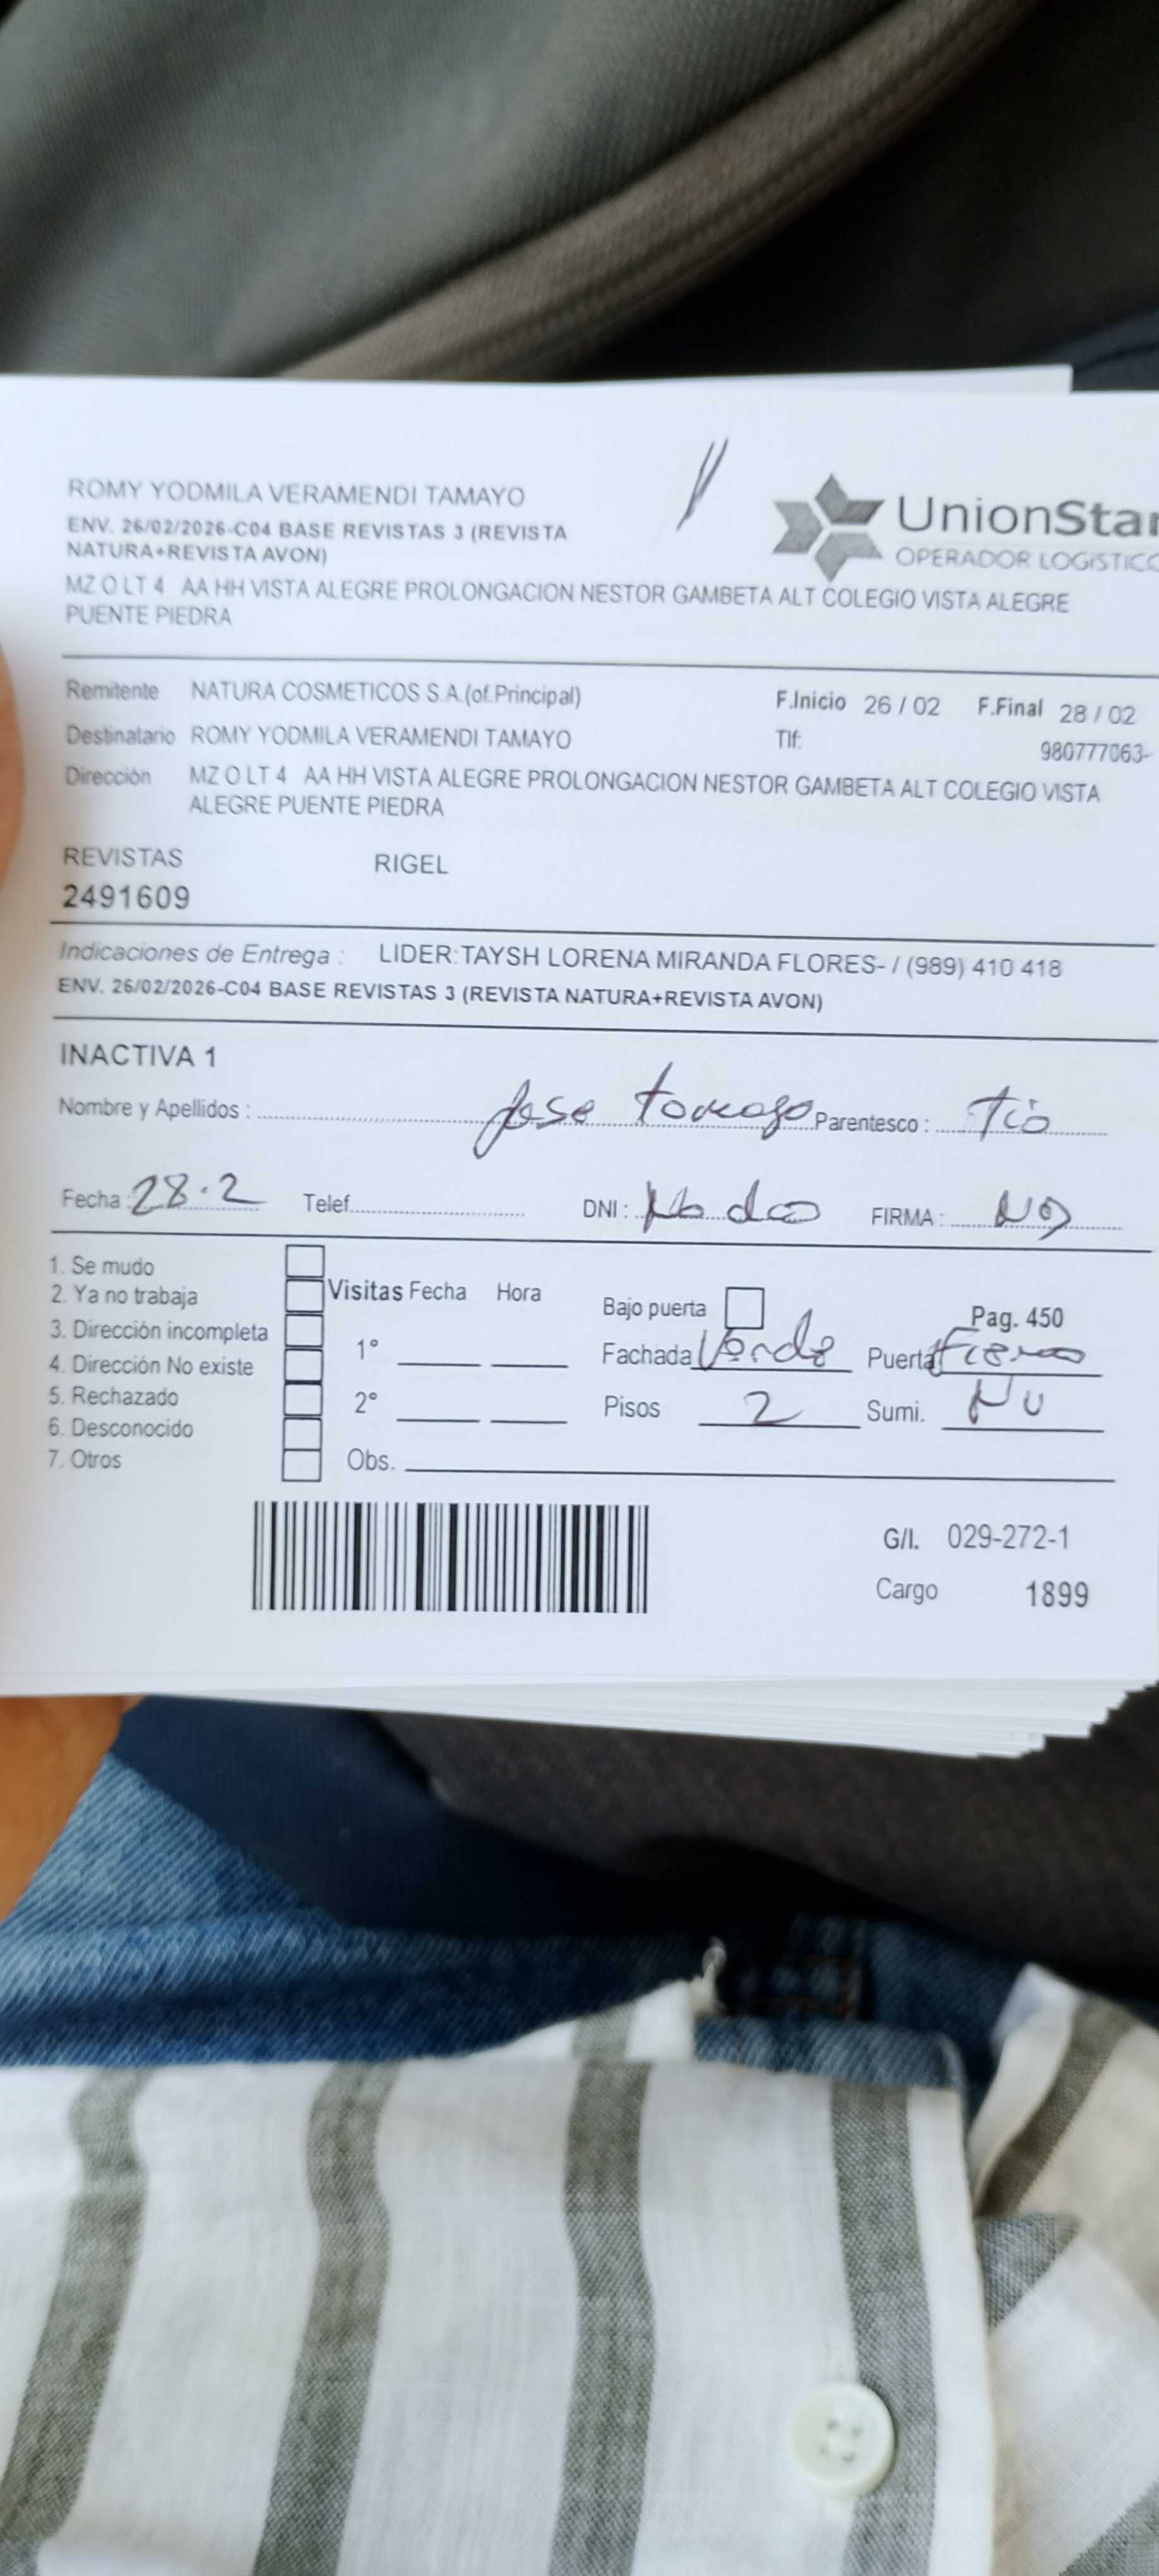 ROMY YODMILA VERAMENDI TAMAYO
ENV. 26/02/2026-C04 BASE REVISTAS 3 (REVISTA
NATURA+REVISTA AVON)
MZ O LT 4 AA HH VISTA ALEGRE PROLONGACION NESTOR GAMBETA ALT COLEGIO VISTA ALEGRE
PUENTE PIEDRA
UnionStar
OPERADOR LOGÍSTICO
Remitente NATURA COSMETICOS S.A.(of.Principal) F.Inicio 26 / 02 F.Final 28 / 02
Destinatario ROMY YODMILA VERAMENDI TAMAYO Tlf: 980777063-
Dirección MZ O LT 4 AA HH VISTA ALEGRE PROLONGACION NESTOR GAMBETA ALT COLEGIO VISTA
ALEGRE PUENTE PIEDRA
REVISTAS RIGEL
2491609
Indicaciones de Entrega : LIDER:TAYSH LORENA MIRANDA FLORES- / (989) 410 418
ENV. 26/02/2026-C04 BASE REVISTAS 3 (REVISTA NATURA+REVISTA AVON)
INACTIVA 1
Nombre y Apellidos : Jose Parentesco : Tio
Fecha : 28.2 Telef. DNI : No dio FIRMA : NO
1. Se mudo
2. Ya no trabaja
3. Dirección incompleta
4. Dirección No existe
5. Rechazado
6. Desconocido
7. Otros
Visitas Fecha Hora
1°
2°
Obs.
Bajo puerta Pag. 450
Fachada Verde Puerta Fierro
Pisos 2 Sumi. No
G/I. 029-272-1
Cargo 1899